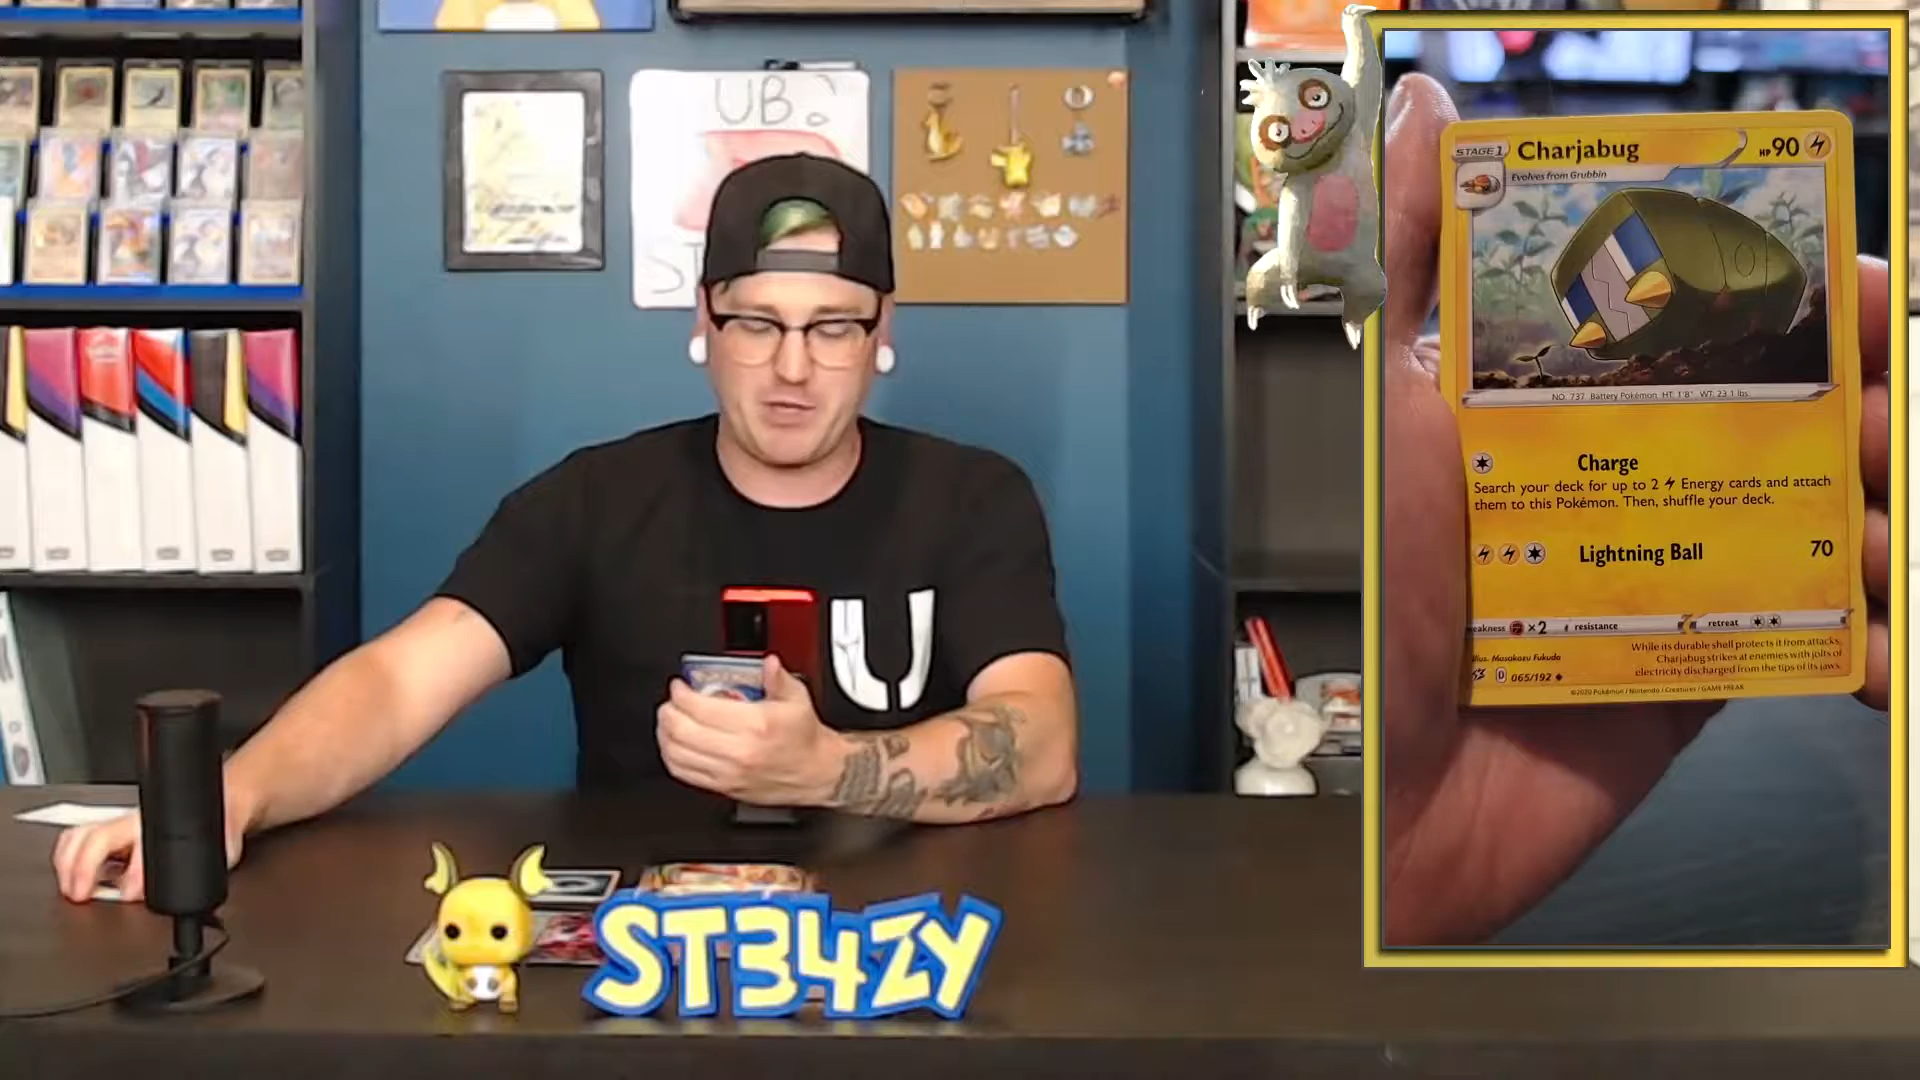 UB
ST
U
ST34ZY
STAGE 1 Charjabug HP 90
Evolves from Grubbin
NO. 737 Battery Pokémon HT: 1'8" WT: 23.1 lbs.
Charge
Search your deck for up to 2 Energy cards and attach
them to this Pokémon. Then, shuffle your deck.
Lightning Ball 70
weakness ×2 resistance retreat
While its durable shell protects it from attacks,
Charjabug strikes at enemies with jolts of
electricity discharged from the tips of its jaws.
Illus. Masakazu Fukuda
D 065/192
©2020 Pokémon / Nintendo / Creatures / GAME FREAK